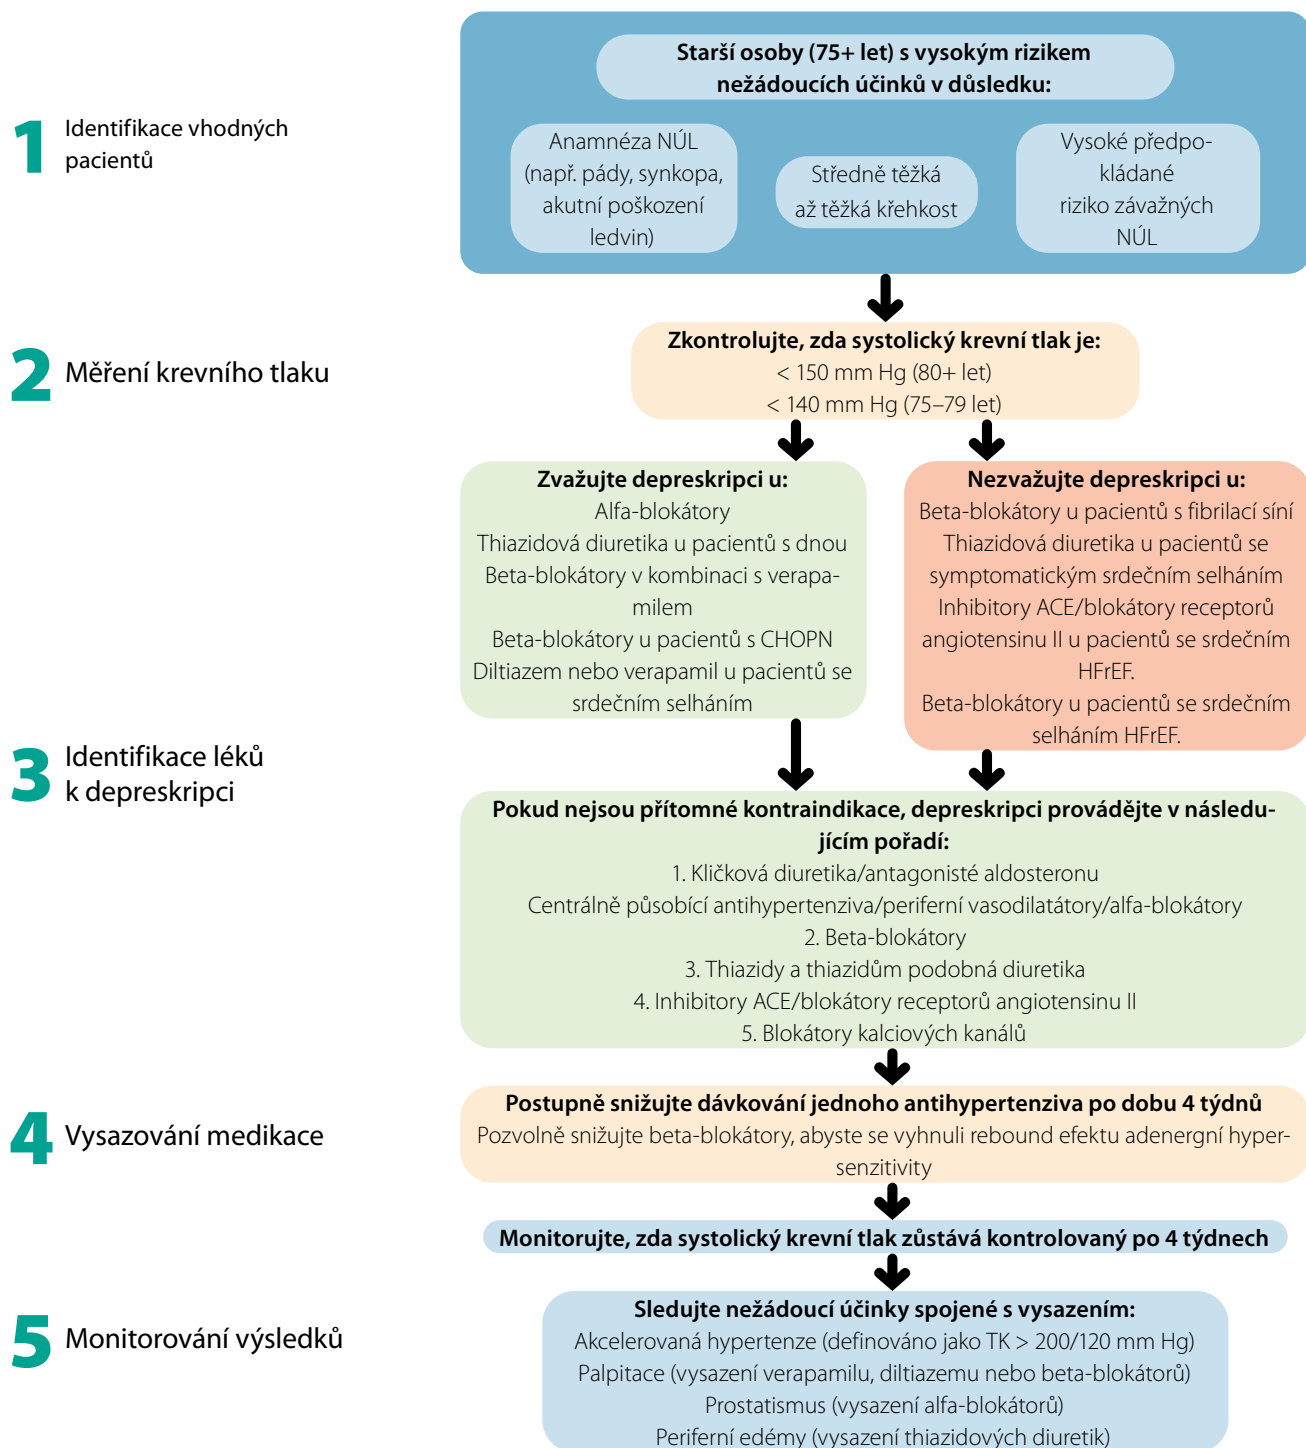 1
Identifikace vhodných
pacientů
Starší osoby (75+ let) s vysokým rizikem
nežádoucích účinků v důsledku:
Anamnéza NÚL
(např. pády, synkopa,
akutní poškození
ledvin)
Středně těžká
až těžká křehkost
Vysoké předpo-
kládané
riziko závažných
NÚL
2
Měření krevního tlaku
Zkontrolujte, zda systolický krevní tlak je:
< 150 mm Hg (80+ let)
< 140 mm Hg (75–79 let)
3
Identifikace léků
k depreskripci
Zvažujte depreskripci u:
Alfa-blokátory
Thiazidová diuretika u pacientů s dnou
Beta-blokátory v kombinaci s verapa-
milem
Beta-blokátory u pacientů s CHOPN
Diltiazem nebo verapamil u pacientů se
srdečním selháním
Nezvažujte depreskripci u:
Beta-blokátory u pacientů s fibrilací síní
Thiazidová diuretika u pacientů se
symptomatickým srdečním selháním
Inhibitory ACE/blokátory receptorů
angiotensinu II u pacientů se srdečním
HFrEF.
Beta-blokátory u pacientů se srdečním
selháním HFrEF.
Pokud nejsou přítomné kontraindikace, depreskripci provádějte v následu-
jícím pořadí:
1. Kličková diuretika/antagonisté aldosteronu
Centrálně působící antihypertenziva/periferní vasodilatátory/alfa-blokátory
2. Beta-blokátory
3. Thiazidy a thiazidům podobná diuretika
4. Inhibitory ACE/blokátory receptorů angiotensinu II
5. Blokátory kalciových kanálů
4
Vysazování medikace
Postupně snižujte dávkování jednoho antihypertenziva po dobu 4 týdnů
Pozvolně snižujte beta-blokátory, abyste se vyhnuli rebound efektu adenergní hyper-
senzitivity
5
Monitorování výsledků
Monitorujte, zda systolický krevní tlak zůstává kontrolovaný po 4 týdnech
Sledujte nežádoucí účinky spojené s vysazením:
Akcelerovaná hypertenze (definováno jako TK > 200/120 mm Hg)
Palpitace (vysazení verapamilu, diltiazemu nebo beta-blokátorů)
Prostatismus (vysazení alfa-blokátorů)
Periferní edémy (vysazení thiazidových diuretik)